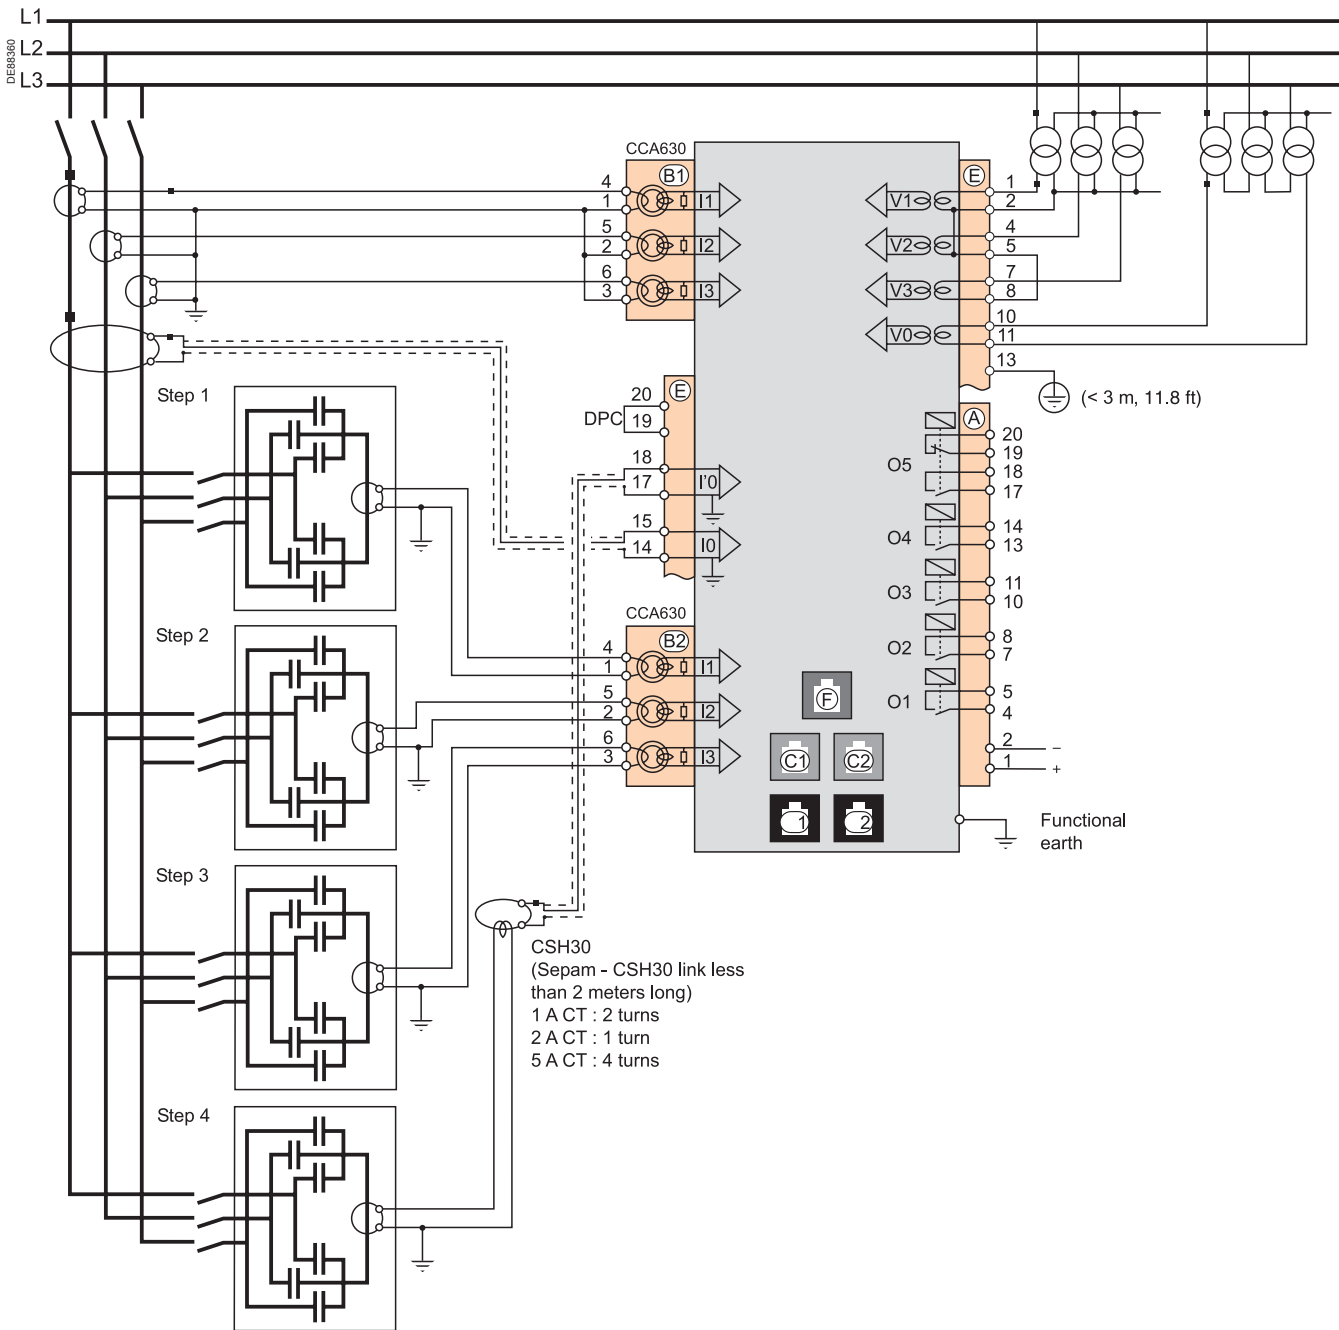 L1
L2
L3
DE88360
CCA630
B1
4
1
5
2
6
3
I1
I2
I3
E
V1
V2
V3
V0
1
2
4
5
7
8
10
11
13
(< 3 m, 11.8 ft)
Step 1
E
DPC
20
19
18
17
15
14
I'0
I0
A
O5
20
19
18
17
O4
14
13
O3
11
10
O2
8
7
O1
5
4
2 –
1 +
Step 2
CCA630
B2
4
1
5
2
6
3
I1
I2
I3
F
C1
C2
1
2
Functional
earth
Step 3
CSH30
(Sepam - CSH30 link less
than 2 meters long)
1 A CT : 2 turns
2 A CT : 1 turn
5 A CT : 4 turns
Step 4